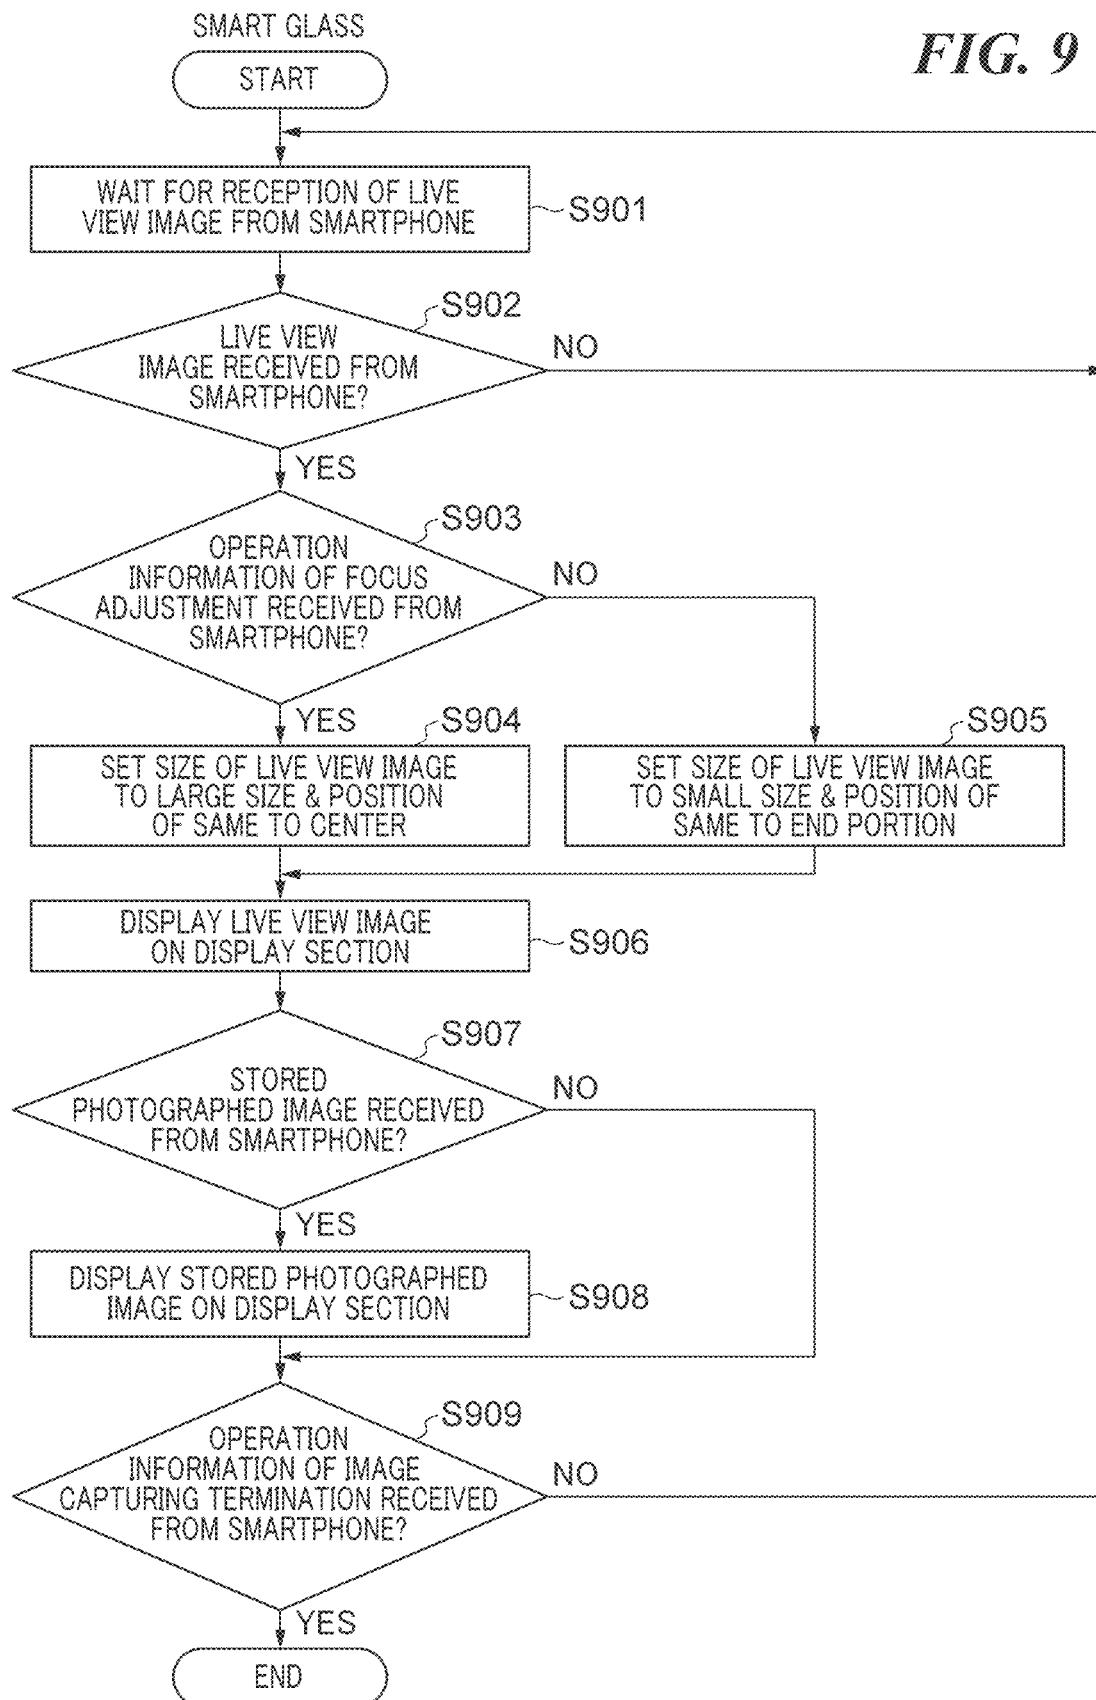 SMART GLASS
FIG. 9
START
WAIT FOR RECEPTION OF LIVE
VIEW IMAGE FROM SMARTPHONE
S901
S902
LIVE VIEW
IMAGE RECEIVED FROM
SMARTPHONE?
NO
YES
S903
OPERATION
INFORMATION OF FOCUS
ADJUSTMENT RECEIVED FROM
SMARTPHONE?
NO
YES
S904
SET SIZE OF LIVE VIEW IMAGE
TO LARGE SIZE & POSITION
OF SAME TO CENTER
S905
SET SIZE OF LIVE VIEW IMAGE
TO SMALL SIZE & POSITION OF
SAME TO END PORTION
DISPLAY LIVE VIEW IMAGE
ON DISPLAY SECTION
S906
S907
STORED
PHOTOGRAPHED IMAGE RECEIVED
FROM SMARTPHONE?
NO
YES
DISPLAY STORED PHOTOGRAPHED
IMAGE ON DISPLAY SECTION
S908
S909
OPERATION
INFORMATION OF IMAGE
CAPTURING TERMINATION RECEIVED
FROM SMARTPHONE?
NO
YES
END